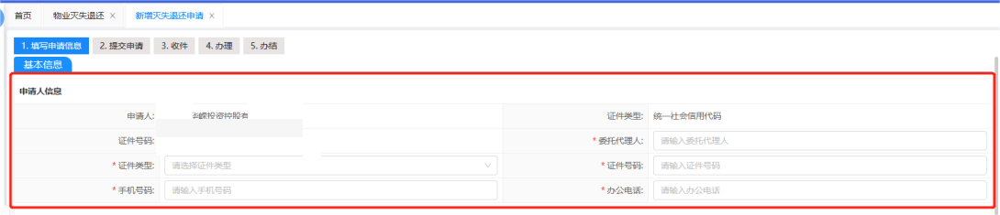 首页 物业灭失退还 × 新增灭失退还申请 ×
1. 填写申请信息 2. 提交申请 3. 收件 4. 办理 5. 办结
基本信息
申请人信息
申请人: 投资控股有 证件类型: 统一社会信用代码
证件号码: * 委托代理人: 请输入委托代理人
* 证件类型: 请选择证件类型 * 证件号码: 请输入证件号码
* 手机号码: 请输入手机号码 * 办公电话: 请输入办公电话